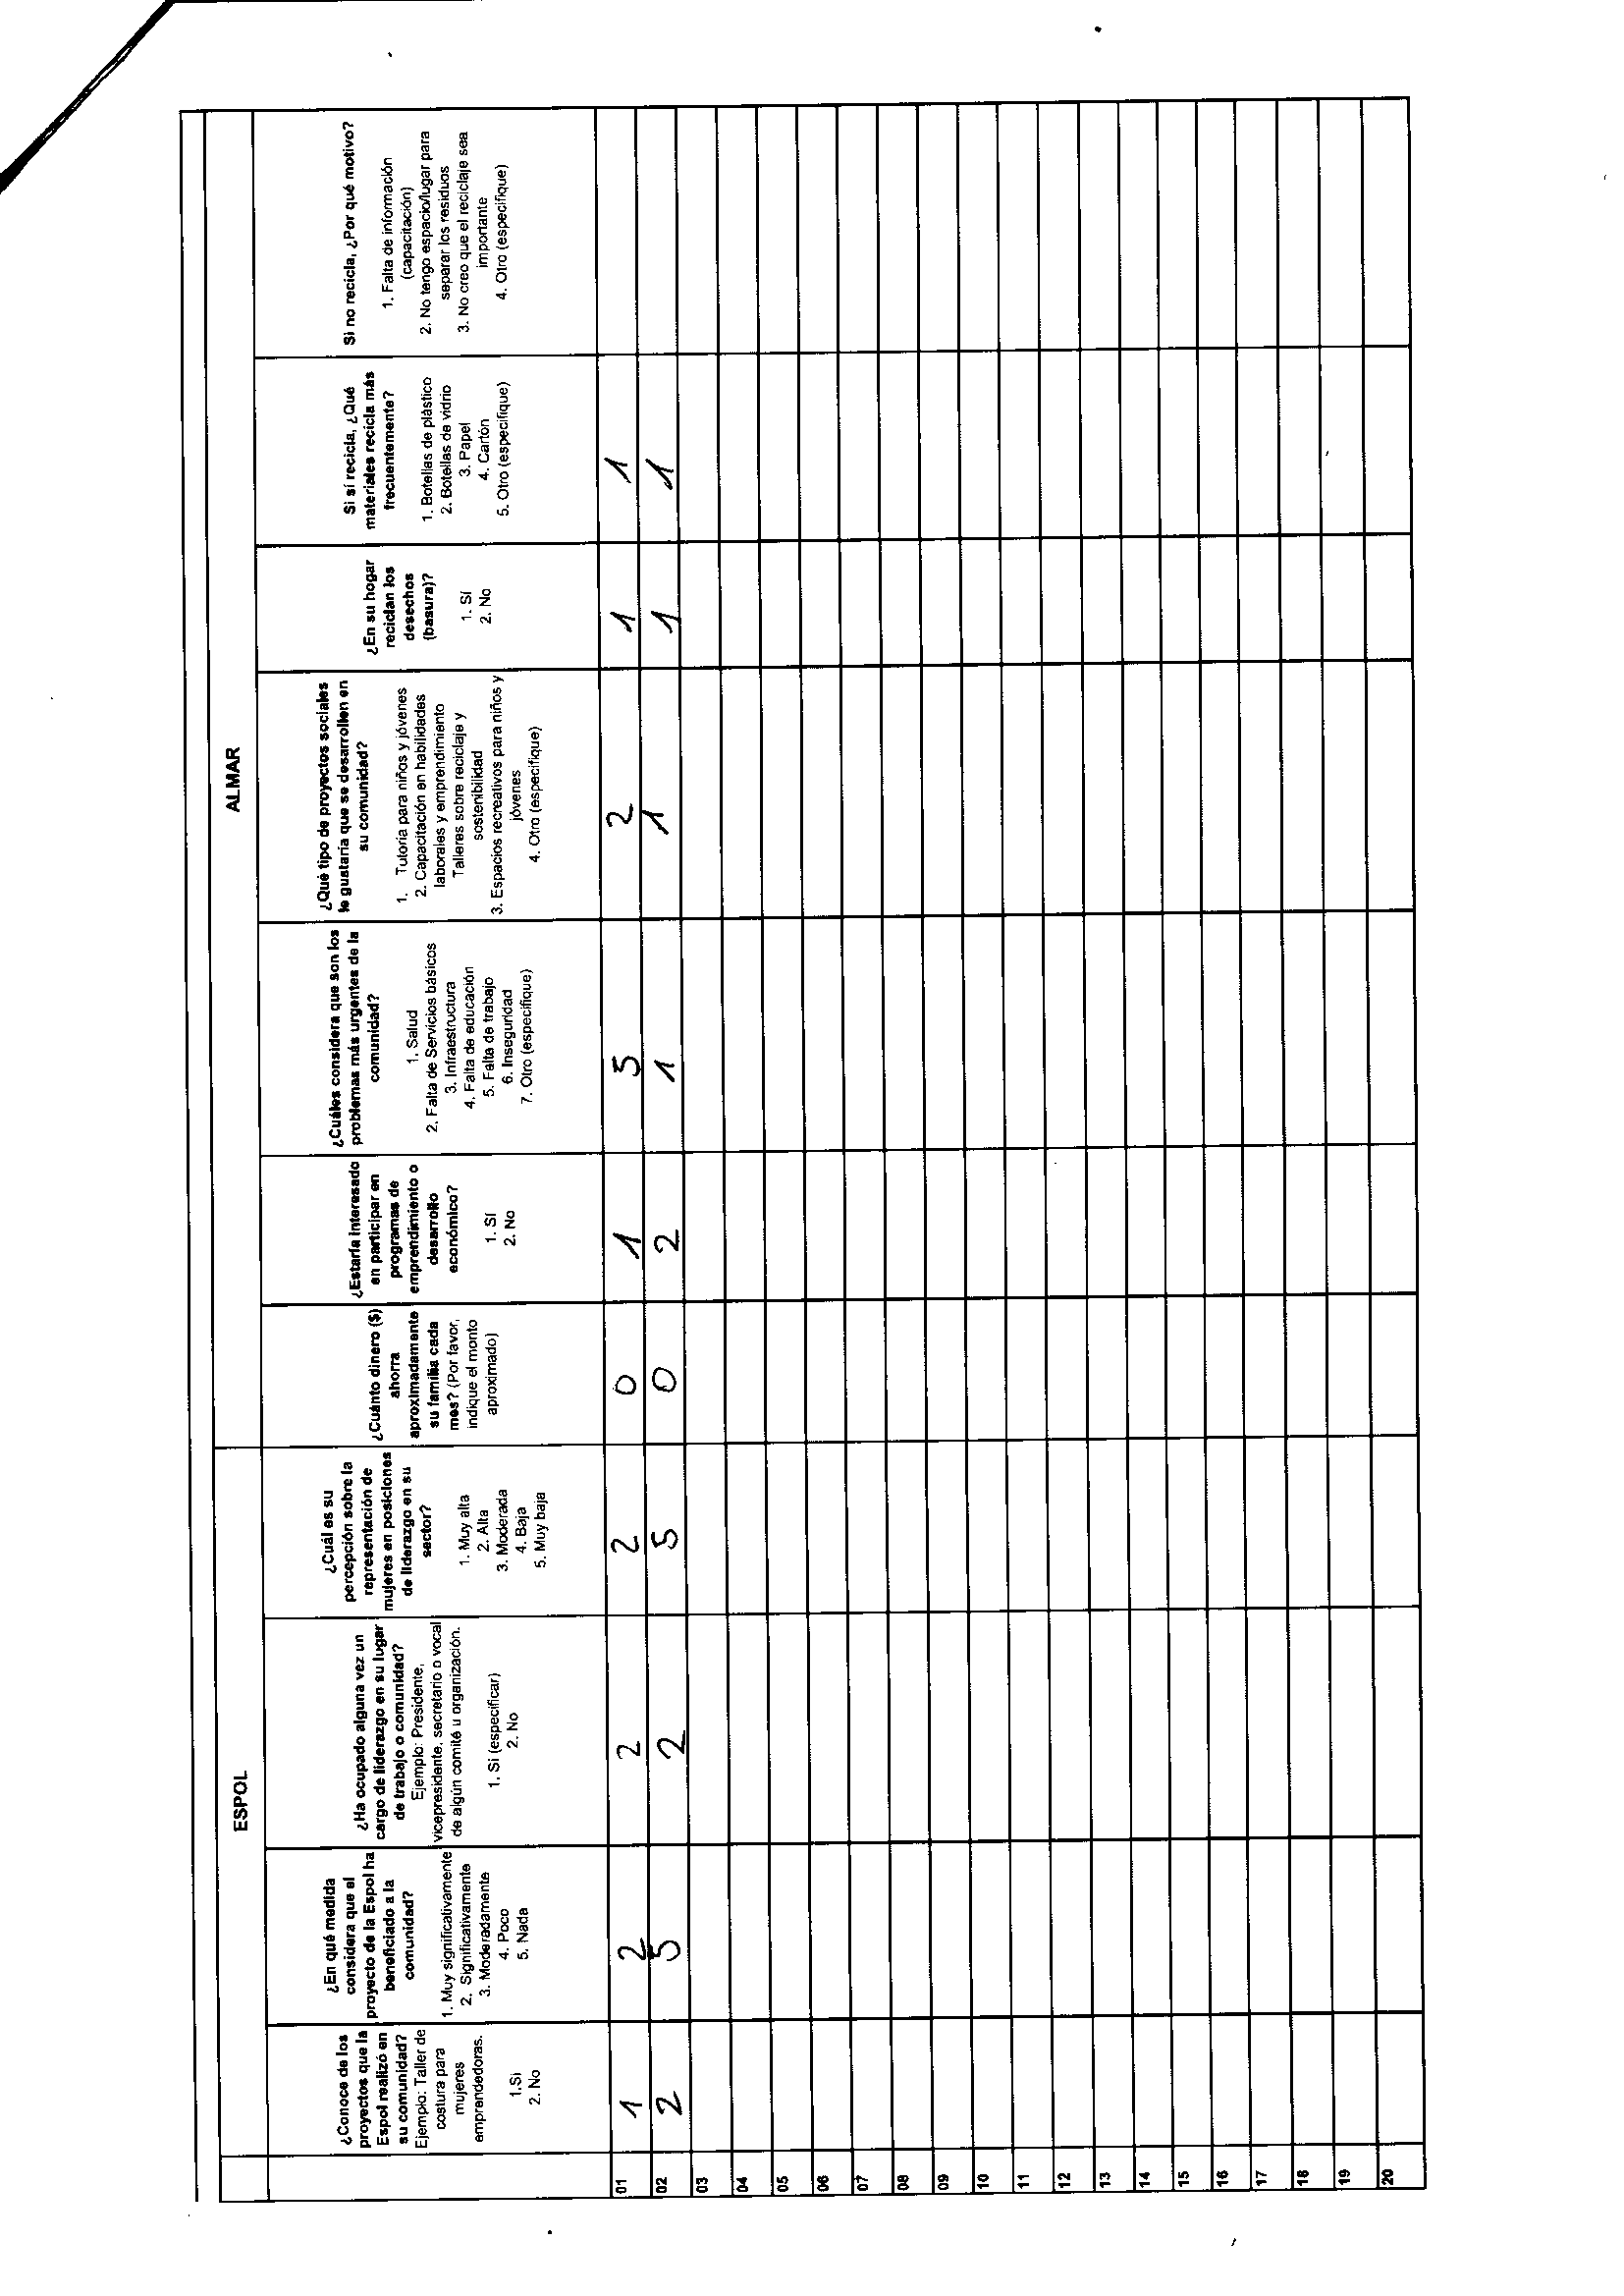 ESPOL
ALMAR
¿Conoce de los
proyectos que la
Espol realizó en
su comunidad?
Ejemplo: Taller de
costura para
mujeres
emprendedoras.
1.Sí
2. No
¿En qué medida
considera que el
proyecto de la Espol ha
beneficiado a la
comunidad?
1. Muy significativamente
2. Significativamente
3. Moderadamente
4. Poco
5. Nada
¿Ha ocupado alguna vez un
cargo de liderazgo en su lugar
de trabajo o comunidad?
Ejemplo: Presidente,
vicepresidente, secretario o vocal
de algún comité u organización.
1. Sí (especificar)
2. No
¿Cuál es su
percepción sobre la
representación de
mujeres en posiciones
de liderazgo en su
sector?
1. Muy alta
2. Alta
3. Moderada
4. Baja
5. Muy baja
¿Cuánto dinero ($)
ahorra
aproximadamente
su familia cada
mes? (Por favor,
indique el monto
aproximado)
¿Estaría interesado
en participar en
programas de
emprendimiento o
desarrollo
económico?
1. Sí
2. No
¿Cuáles considera que son los
problemas más urgentes de la
comunidad?
1. Salud
2. Falta de Servicios básicos
3. Infraestructura
4. Falta de educación
5. Falta de trabajo
6. Inseguridad
7. Otro (especifique)
¿Qué tipo de proyectos sociales
le gustaría que se desarrollen en
su comunidad?
1. Tutoría para niños y jóvenes
2. Capacitación en habilidades
laborales y emprendimiento
Talleres sobre reciclaje y
sostenibilidad
3. Espacios recreativos para niños y
jóvenes
4. Otro (especifique)
¿En su hogar
reciclan los
desechos
(basura)?
1. Sí
2. No
Si sí recicla, ¿Qué
materiales recicla más
frecuentemente?
1. Botellas de plástico
2. Botellas de vidrio
3. Papel
4. Cartón
5. Otro (especifique)
Si no recicla, ¿Por qué motivo?
1. Falta de información
(capacitación)
2. No tengo espacio/lugar para
separar los residuos
3. No creo que el reciclaje sea
importante
4. Otro (especifique)
01 1 2 2 2 0 1 5 2 1 1
02 2 5 2 5 0 2 1 1 1 1
03
04
05
06
07
08
09
10
11
12
13
14
15
16
17
18
19
20